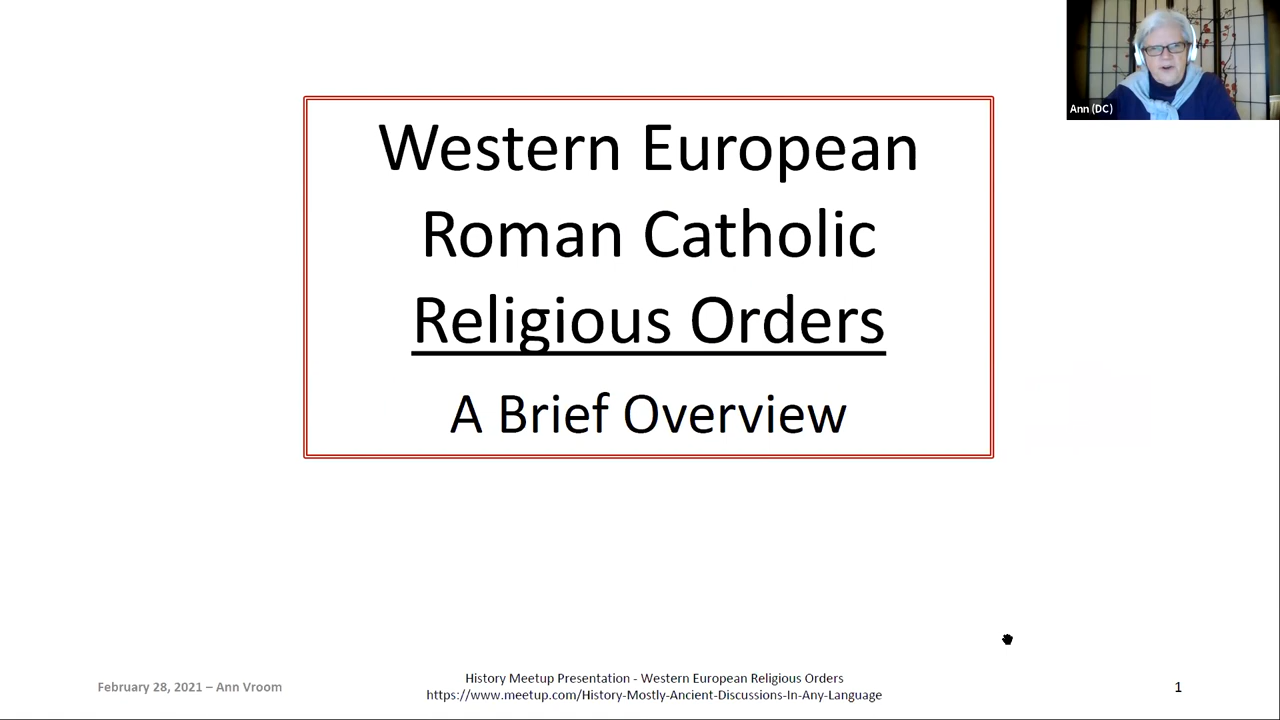 Ann (DC)
Western European
Roman Catholic
Religious Orders
A Brief Overview
February 28, 2021 – Ann Vroom
History Meetup Presentation - Western European Religious Orders
https://www.meetup.com/History-Mostly-Ancient-Discussions-In-Any-Language
1